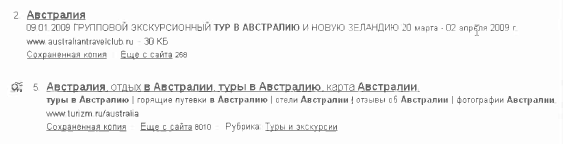 2. Австралия
09.01.2009 ГРУППОВОЙ ЭКСКУРСИОННЫЙ ТУР В АВСТРАЛИЮ И НОВУЮ ЗЕЛАНДИЮ 20 марта - 02 апреля 2009 г.
www.australiantravelclub.ru · 30 КБ
Сохраненная копия · Еще с сайта 268
5. Австралия, отдых в Австралии, туры в Австралию, карта Австралии.
туры в Австралию | горящие путевки в Австралию | отели Австралии | отзывы об Австралии | фотографии Австралии.
www.turizm.ru/australia
Сохраненная копия · Еще с сайта 8010 · Рубрика: Туры и экскурсии